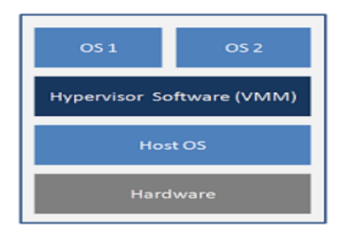 OS 1 OS 2
Hypervisor Software (VMM)
Host OS
Hardware